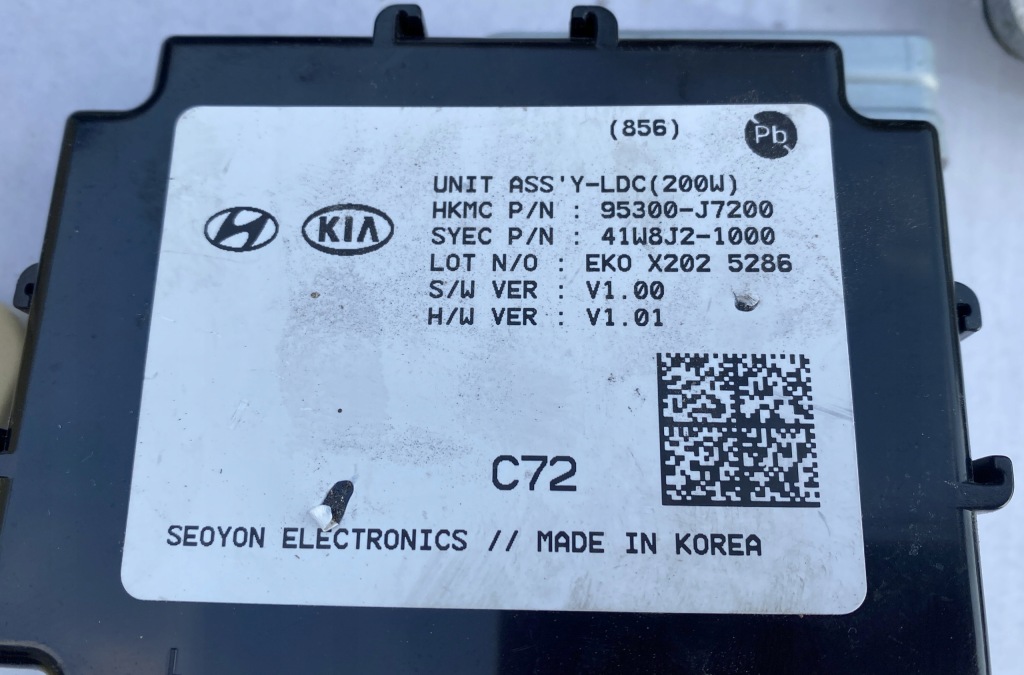 (856)
Pb
UNIT ASS'Y-LDC(200W)
HKMC P/N : 95300-J7200
KIA
SYEC P/N : 41W8J2-1000
LOT N/O : EKO X202 5286
S/W VER : V1.00
H/W VER : V1.01
C72
SEOYON ELECTRONICS // MADE IN KOREA